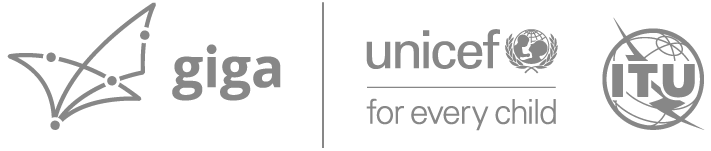 giga
unicef
for every child
ITU